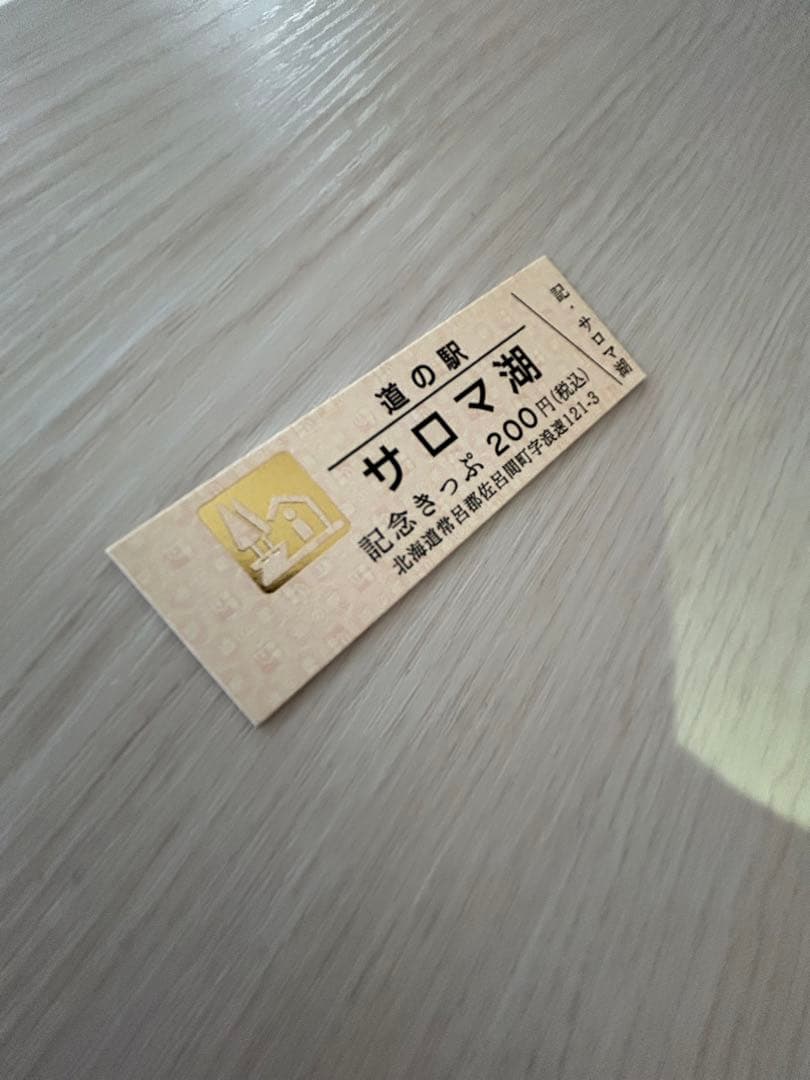 道の駅
サロマ湖
記念きっぷ 200円(税込)
北海道常呂郡佐呂間町字浪速121-3
記・サロマ湖